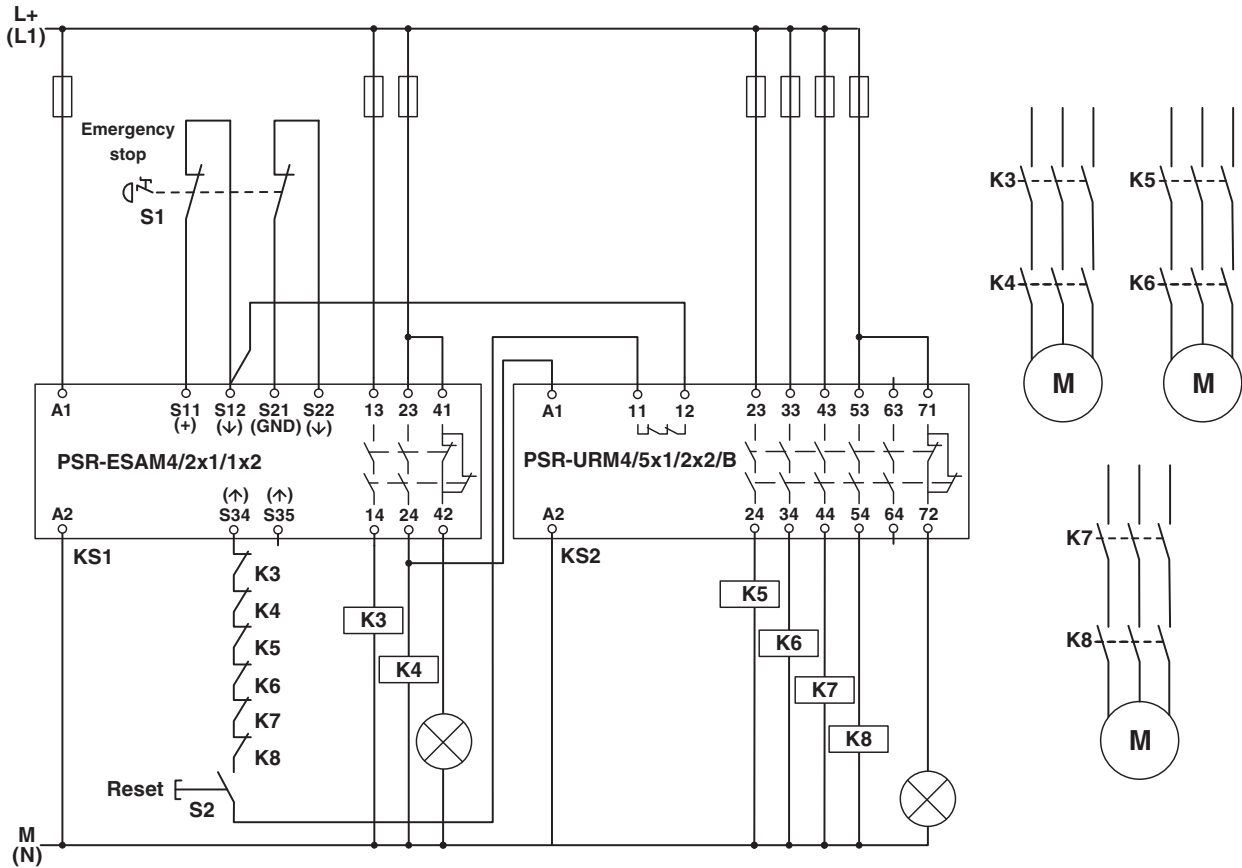 L+
(L1)
Emergency
stop
S1
K3
K5
K4
K6
M
M
A1
S11
S12
S21
S22
13
23
41
(+)
(↓)
(GND)
(↓)
A1
11
12
23
33
43
53
63
71
PSR-ESAM4/2x1/1x2
PSR-URM4/5x1/2x2/B
(↑)
(↑)
A2
S34
S35
14
24
42
A2
24
34
44
54
64
72
KS1
KS2
K7
K3
K4
K5
K6
K7
K8
K3
K4
K5
K6
K7
K8
K8
M
Reset
S2
M
(N)